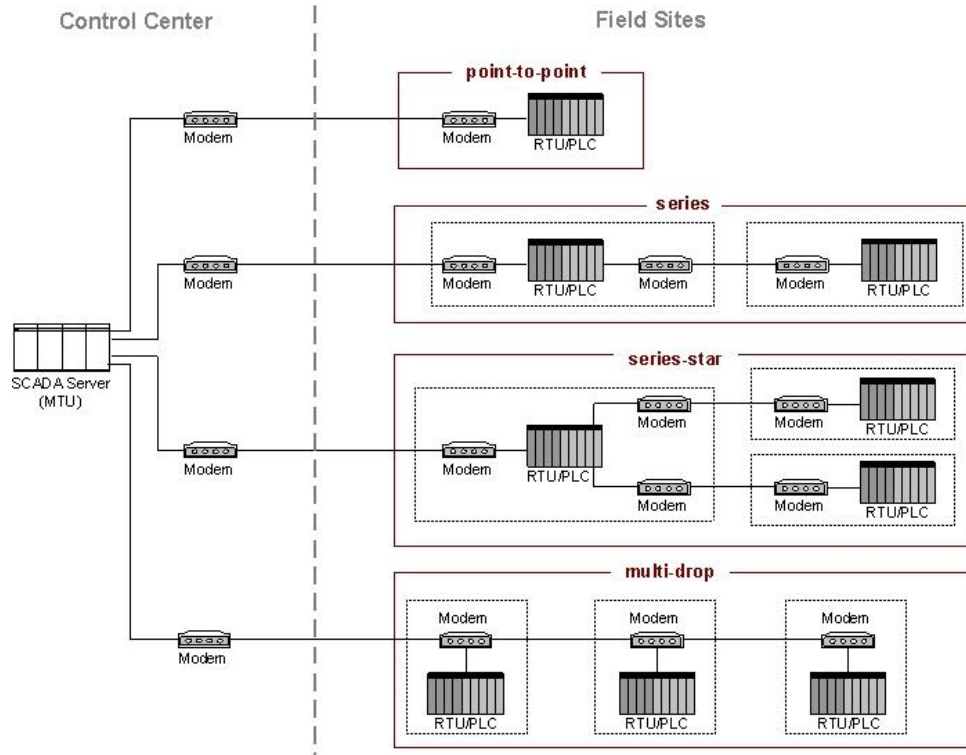 Control Center
Field Sites
point-to-point
Modem
Modem
RTU/PLC
series
Modem
Modem
RTU/PLC
Modem
Modem
RTU/PLC
SCADA Server
(MTU)
series-star
Modem
Modem
RTU/PLC
Modem
Modem
RTU/PLC
Modem
Modem
RTU/PLC
multi-drop
Modem
Modem
RTU/PLC
Modem
RTU/PLC
Modem
RTU/PLC